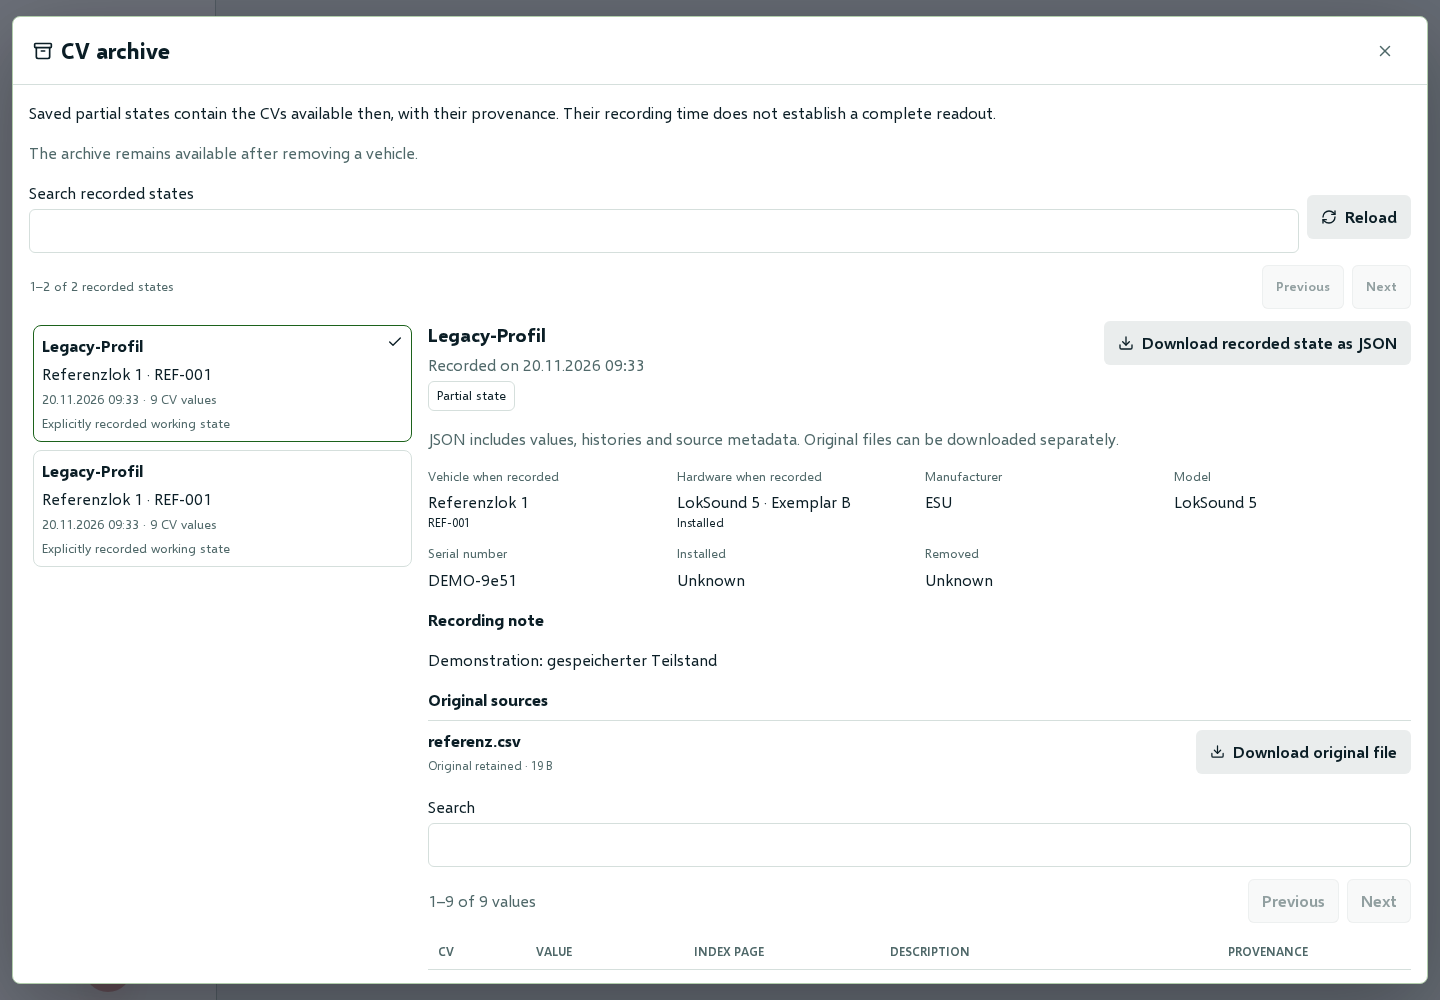 CV archive
Saved partial states contain the CVs available then, with their provenance. Their recording time does not establish a complete readout.
The archive remains available after removing a vehicle.
Search recorded states
Reload
1–2 of 2 recorded states
Previous
Next
Legacy-Profil
Referenzlok 1 · REF-001
20.11.2026 09:33 · 9 CV values
Explicitly recorded working state
Legacy-Profil
Referenzlok 1 · REF-001
20.11.2026 09:33 · 9 CV values
Explicitly recorded working state
Legacy-Profil
Recorded on 20.11.2026 09:33
Partial state
Download recorded state as JSON
JSON includes values, histories and source metadata. Original files can be downloaded separately.
Vehicle when recorded
Referenzlok 1
REF-001
Hardware when recorded
LokSound 5 · Exemplar B
Installed
Manufacturer
ESU
Model
LokSound 5
Serial number
DEMO-9e51
Installed
Unknown
Removed
Unknown
Recording note
Demonstration: gespeicherter Teilstand
Original sources
referenz.csv
Original retained · 19 B
Download original file
Search
1–9 of 9 values
Previous
Next
CV VALUE INDEX PAGE DESCRIPTION PROVENANCE